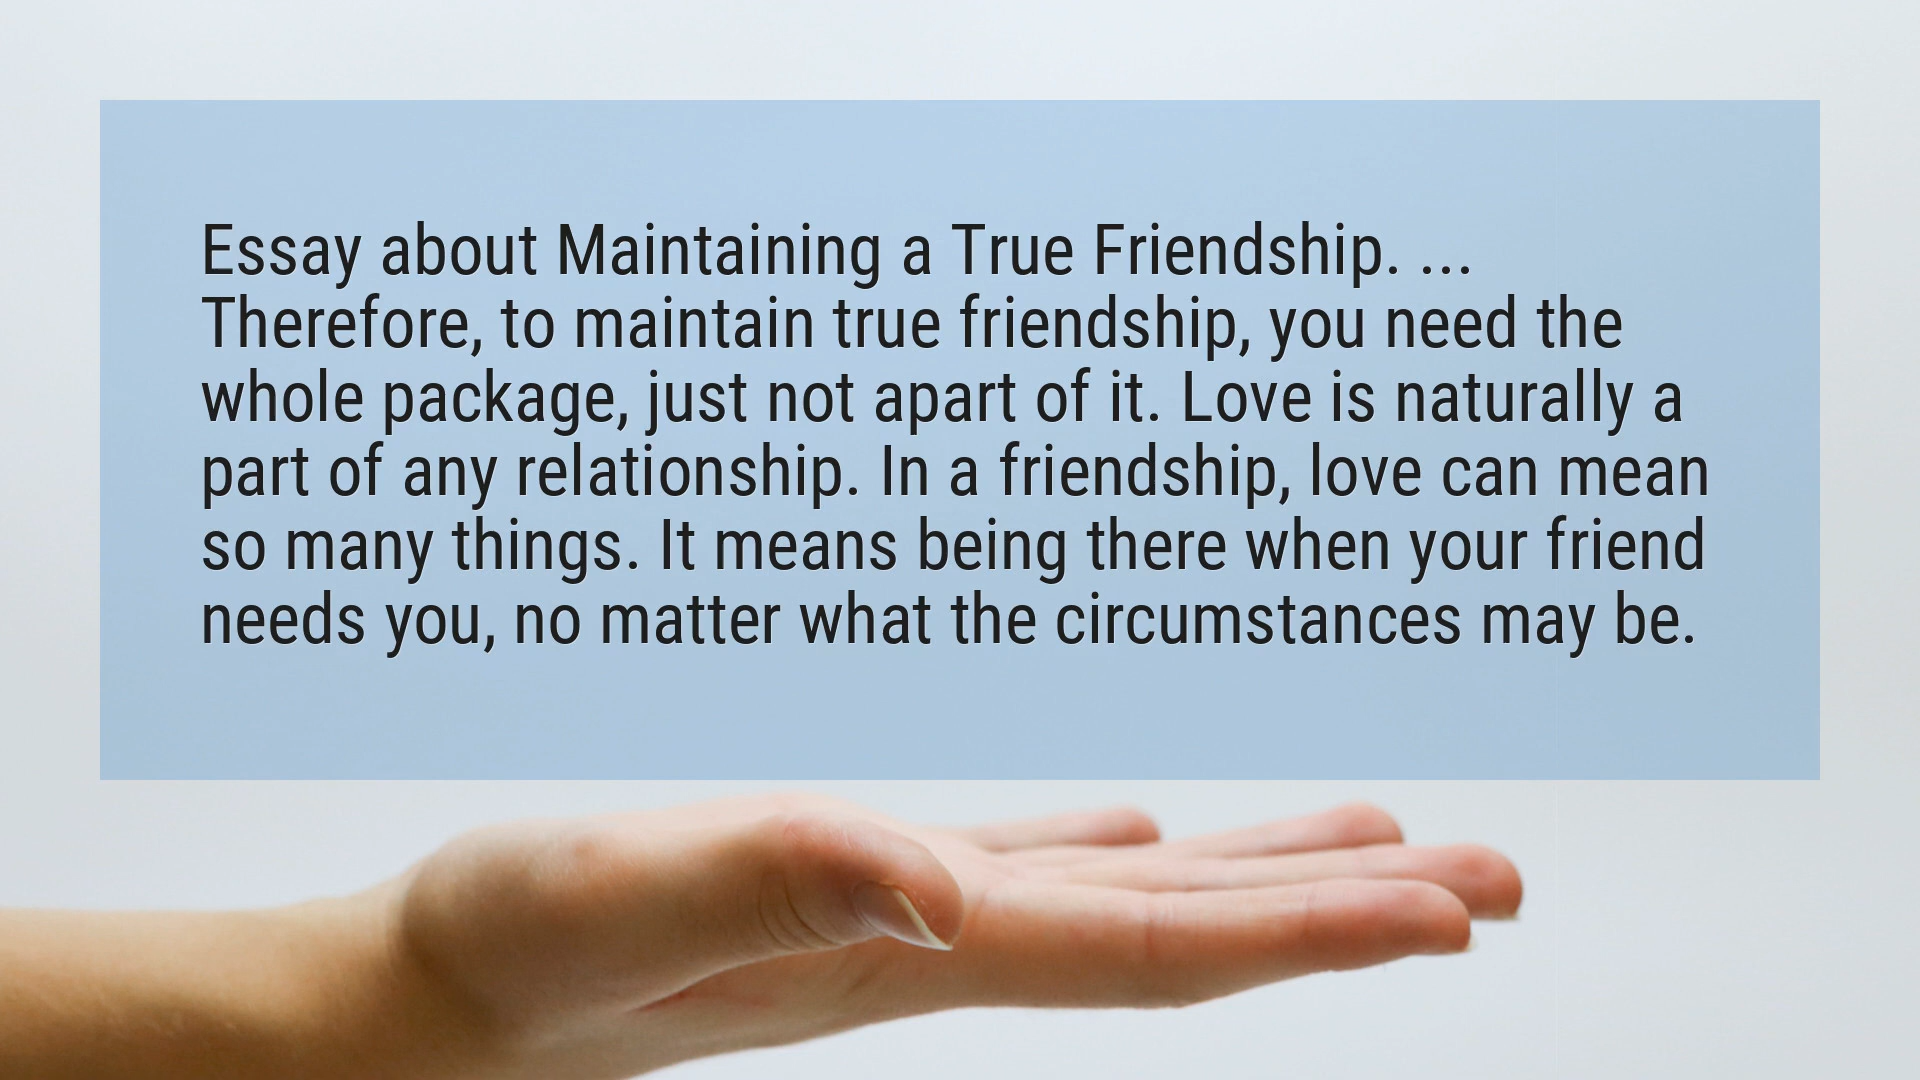 Essay about Maintaining a True Friendship. ...
Therefore, to maintain true friendship, you need the
whole package, just not apart of it. Love is naturally a
part of any relationship. In a friendship, love can mean
so many things. It means being there when your friend
needs you, no matter what the circumstances may be.